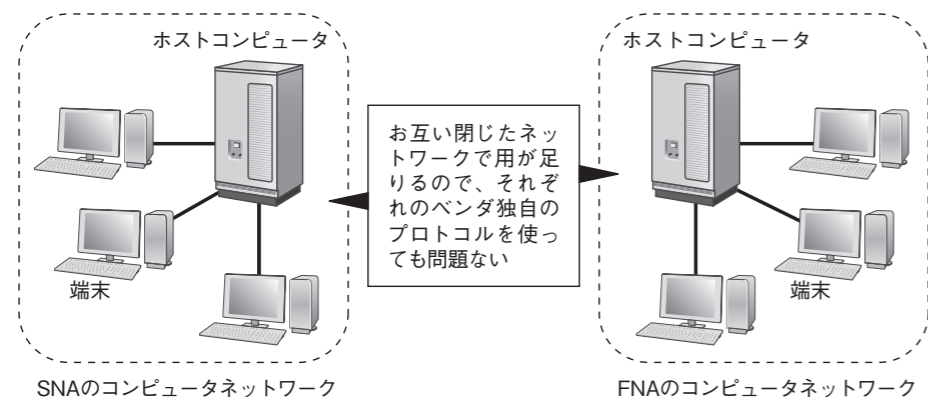 ホストコンピュータ
端末
SNAのコンピュータネットワーク
お互い閉じたネッ
トワークで用が足
りるので、それぞ
れのベンダ独自の
プロトコルを使っ
ても問題ない
ホストコンピュータ
端末
FNAのコンピュータネットワーク